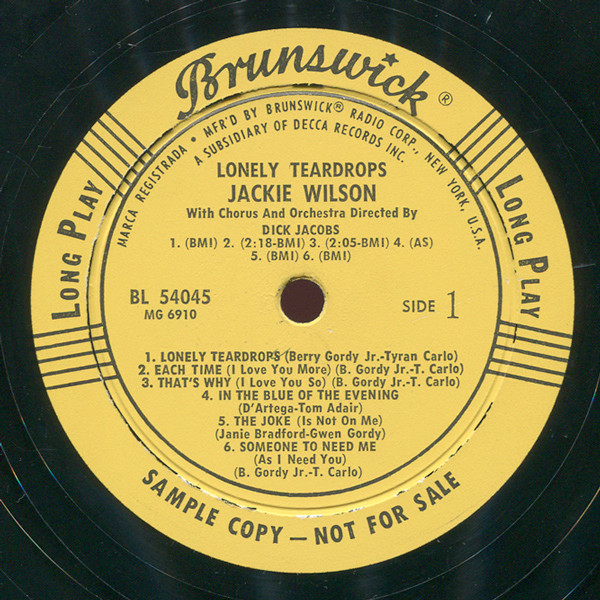 Brunswick ®
MARCA REGISTRADA • MFR'D BY BRUNSWICK® RADIO CORP., NEW YORK, U.S.A.
A SUBSIDIARY OF DECCA RECORDS INC.
LONG PLAY
LONG PLAY
LONELY TEARDROPS
JACKIE WILSON
With Chorus And Orchestra Directed By
DICK JACOBS
1. (BMI) 2. (2:18-BMI) 3. (2:05-BMI) 4. (AS)
5. (BMI) 6. (BMI)
BL 54045
MG 6910
SIDE 1
1. LONELY TEARDROPS (Berry Gordy Jr.-Tyran Carlo)
2. EACH TIME (I Love You More) (B. Gordy Jr.-T. Carlo)
3. THAT'S WHY (I Love You So) (B. Gordy Jr.-T. Carlo)
4. IN THE BLUE OF THE EVENING
(D'Artega-Tom Adair)
5. THE JOKE (Is Not On Me)
(Janie Bradford-Gwen Gordy)
6. SOMEONE TO NEED ME
(As I Need You)
(B. Gordy Jr.-T. Carlo)
SAMPLE COPY — NOT FOR SALE